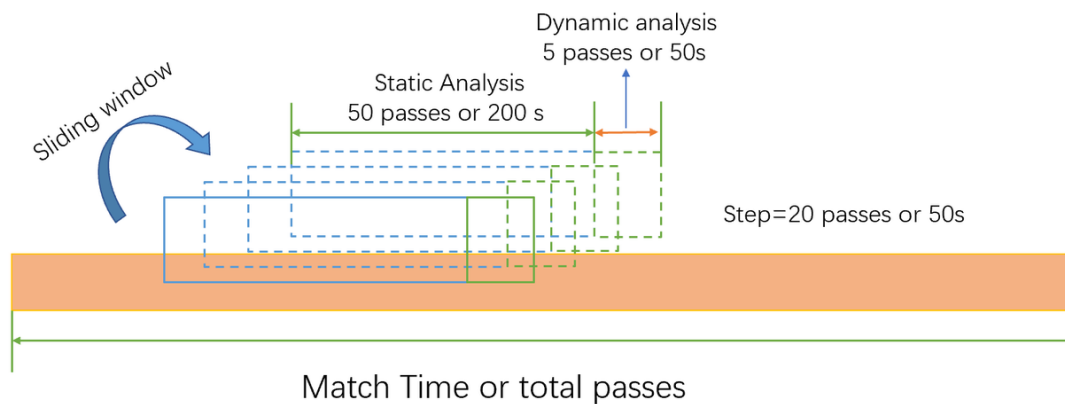 Dynamic analysis
5 passes or 50s
Static Analysis
50 passes or 200 s
Sliding window
Step=20 passes or 50s
Match Time or total passes